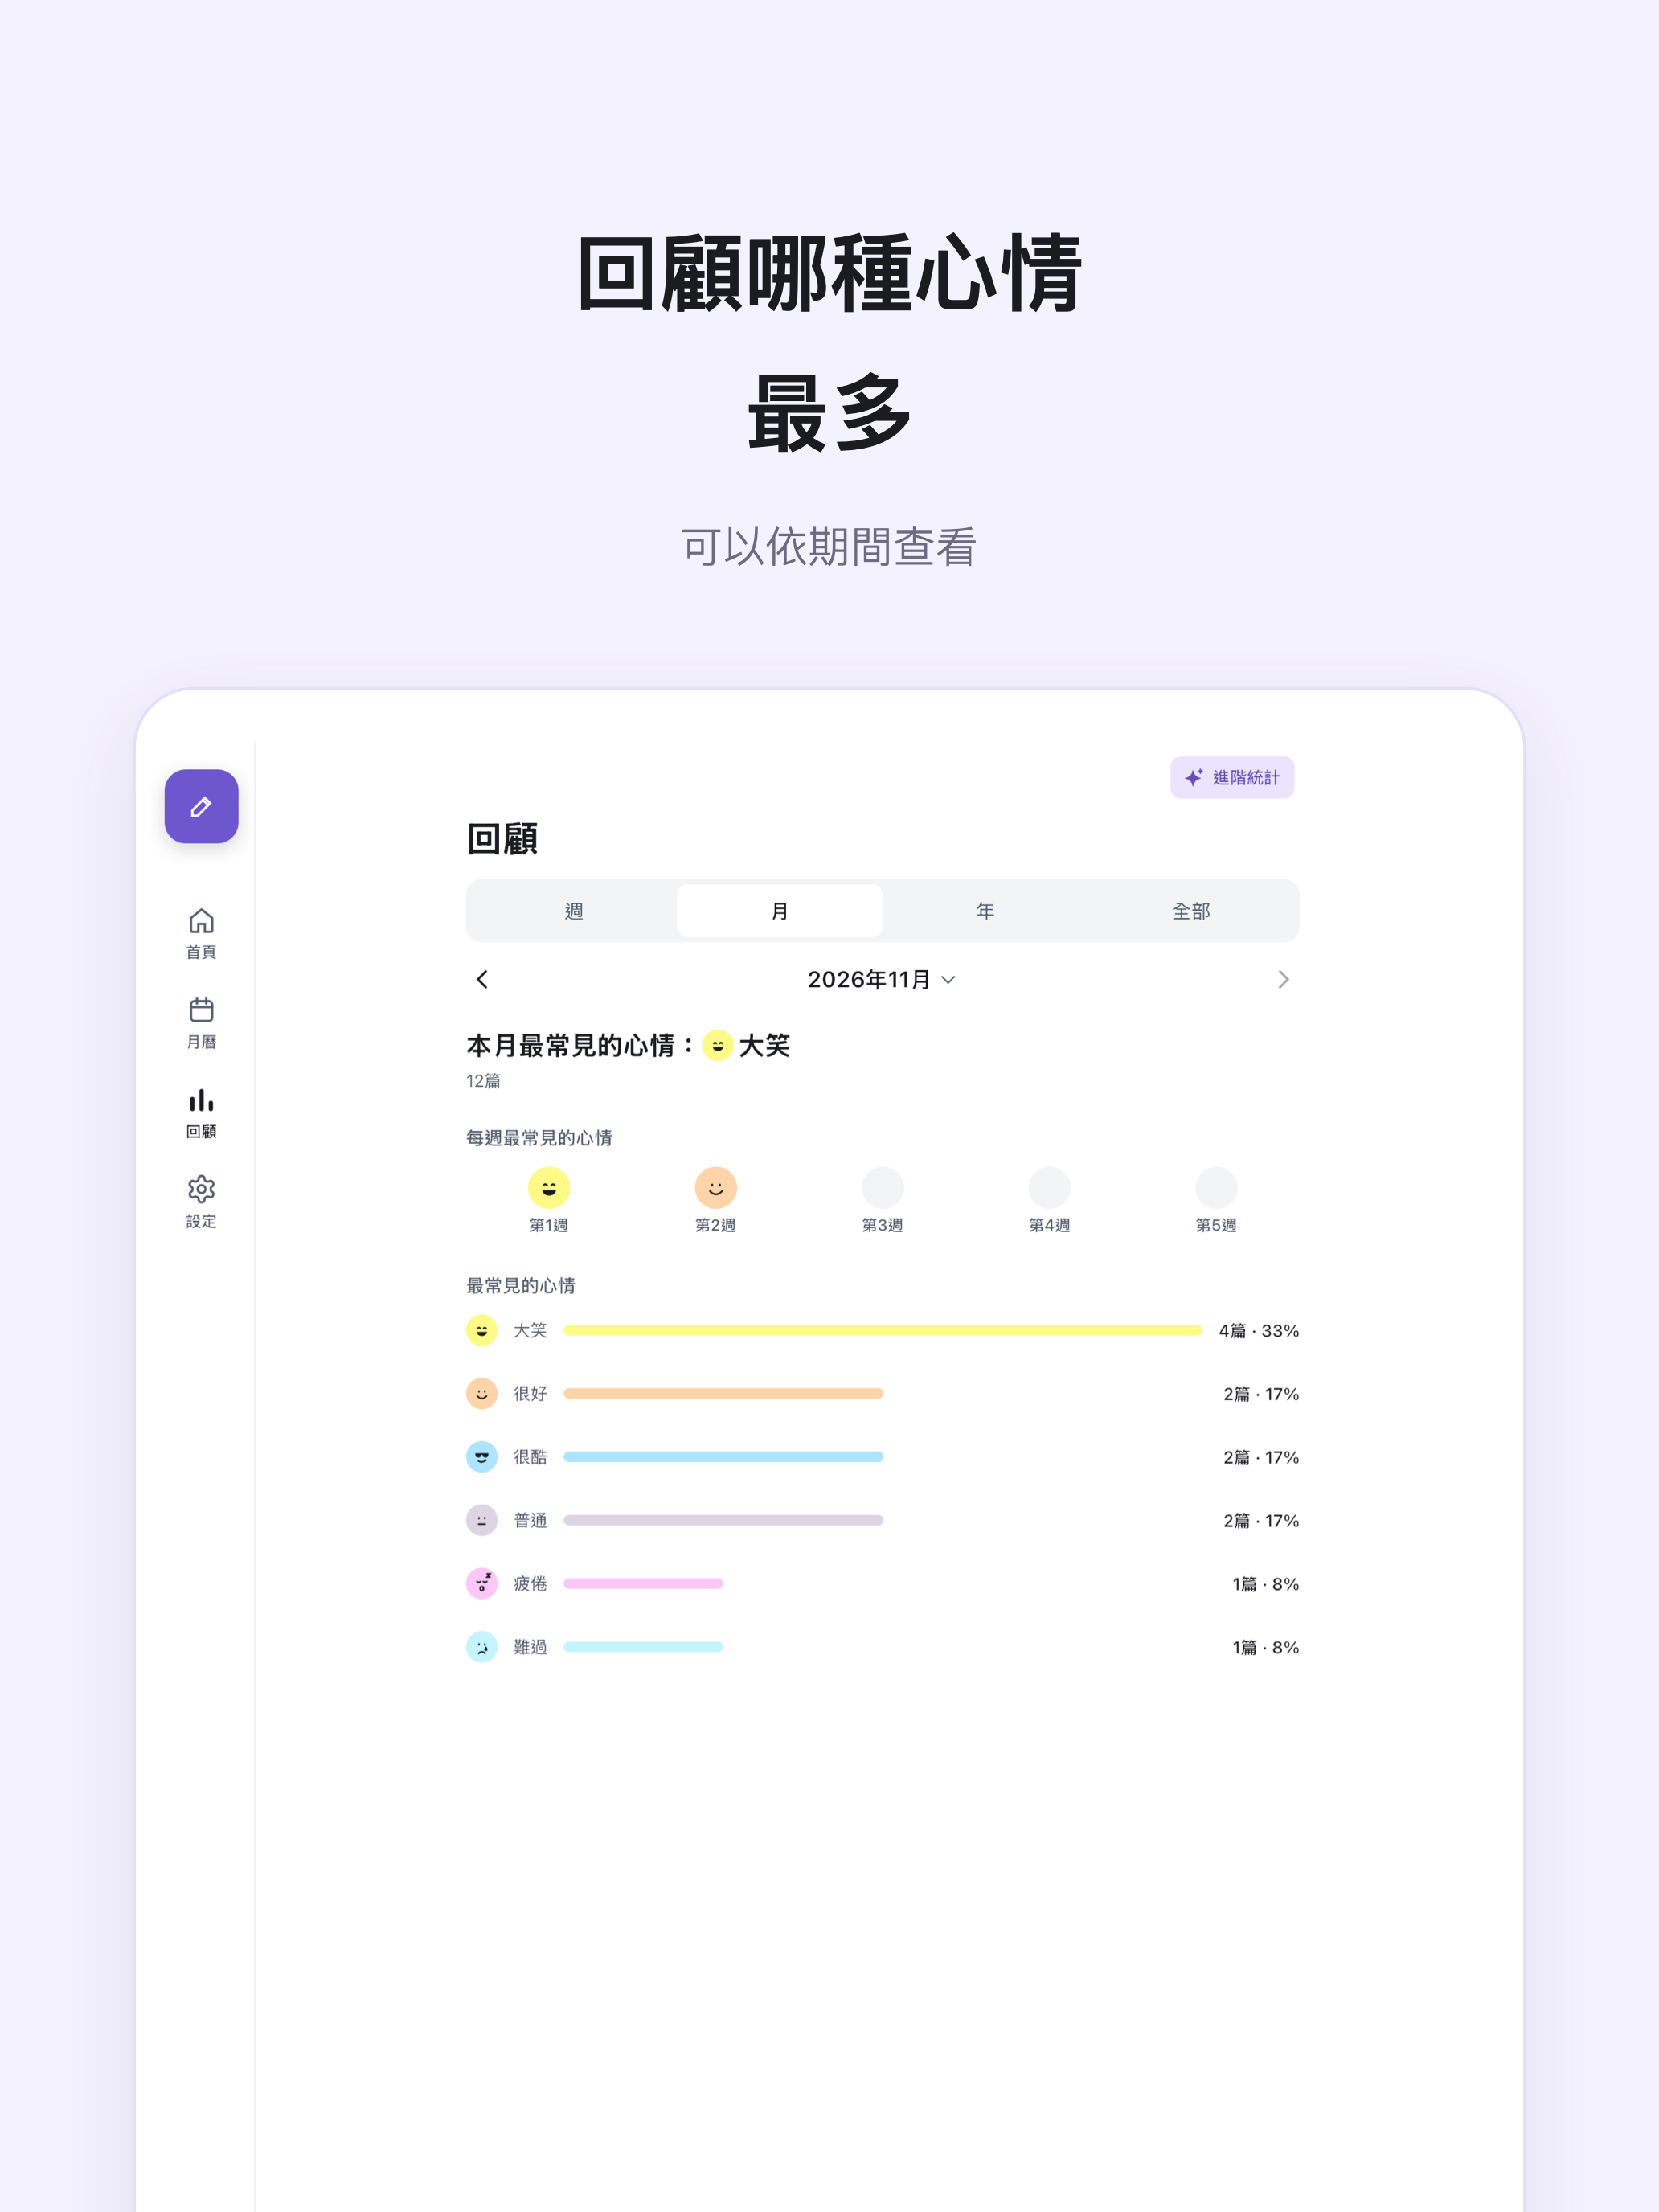 回顧哪種心情
最多
可以依期間查看
進階統計
首頁
月曆
回顧
設定
回顧
週 月 年 全部
2026年11月
本月最常見的心情：大笑
12篇
每週最常見的心情
第1週 第2週 第3週 第4週 第5週
最常見的心情
大笑 4篇 · 33%
很好 2篇 · 17%
很酷 2篇 · 17%
普通 2篇 · 17%
疲倦 1篇 · 8%
難過 1篇 · 8%